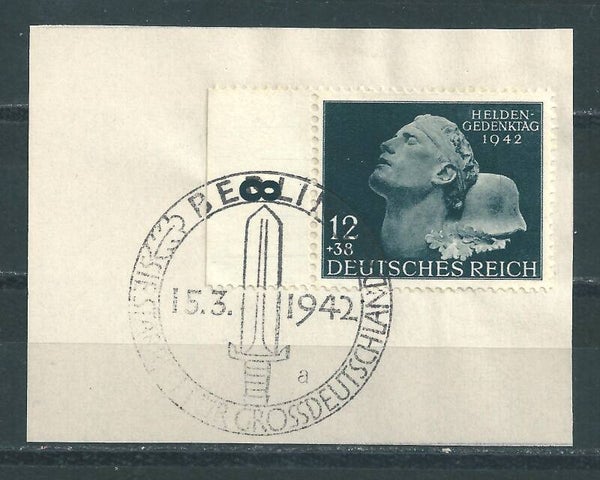 HELDEN-
GEDENKTAG
1942
12
+38
DEUTSCHES REICH
15.3. 1942
a
GROSSDEUTSCHLAND